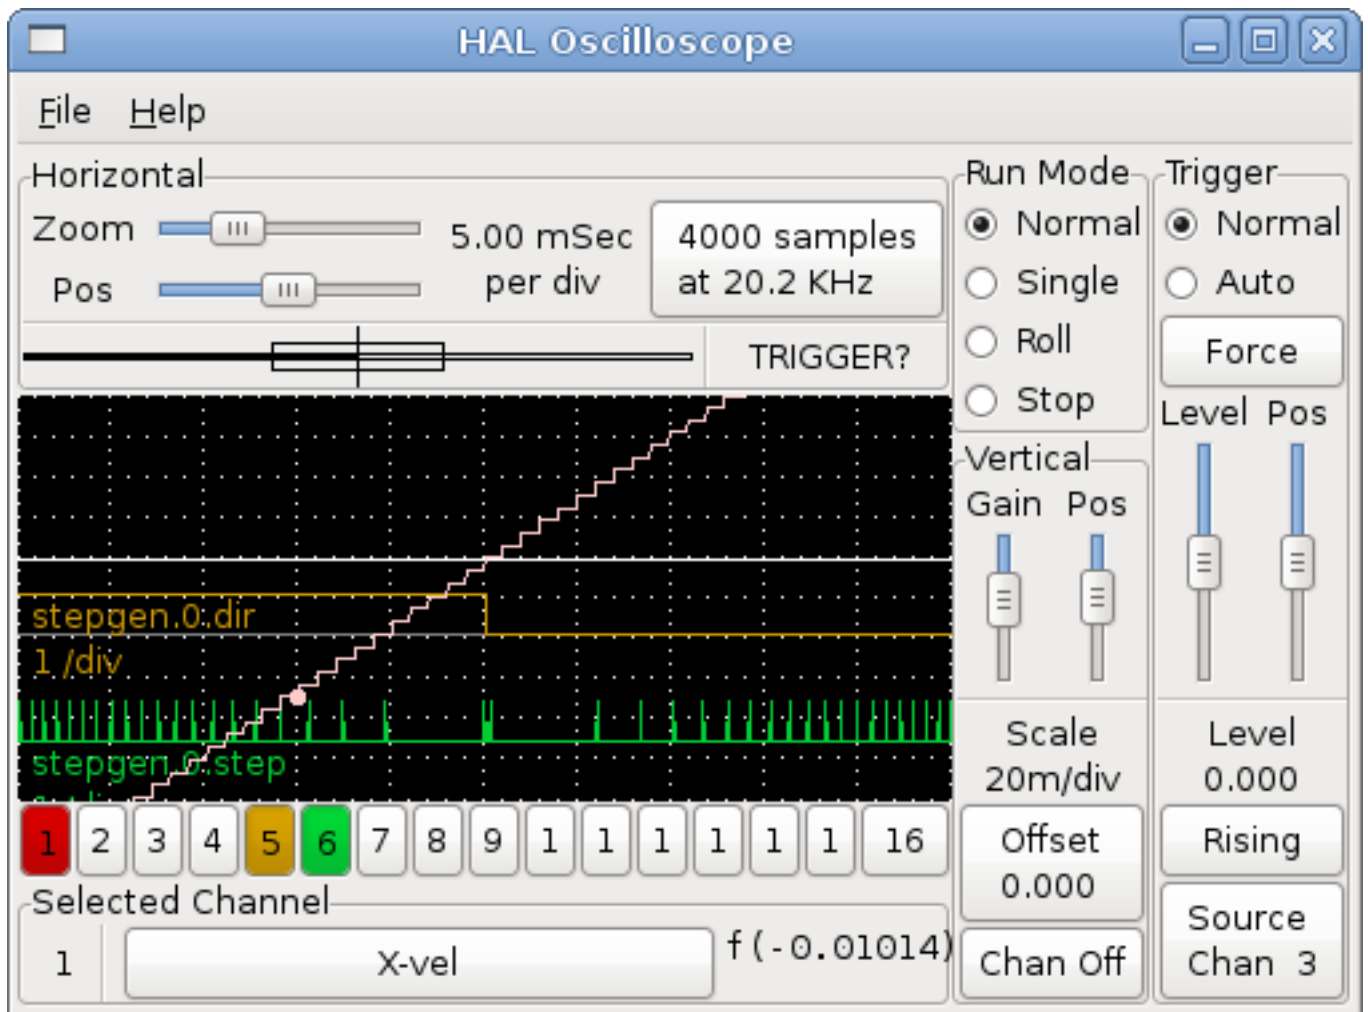 HAL Oscilloscope
File Help
Horizontal
Zoom
Pos
5.00 mSec
per div
4000 samples
at 20.2 KHz
TRIGGER?
Run Mode
Normal
Single
Roll
Stop
Trigger
Normal
Auto
Force
Level Pos
Vertical
Gain Pos
stepgen.0.dir
1 /div
stepgen.0.step
Scale
20m/div
Offset
0.000
Chan Off
Level
0.000
Rising
Source
Chan 3
1 2 3 4 5 6 7 8 9 1 1 1 1 1 1 16
Selected Channel
1
X-vel
f(-0.01014)